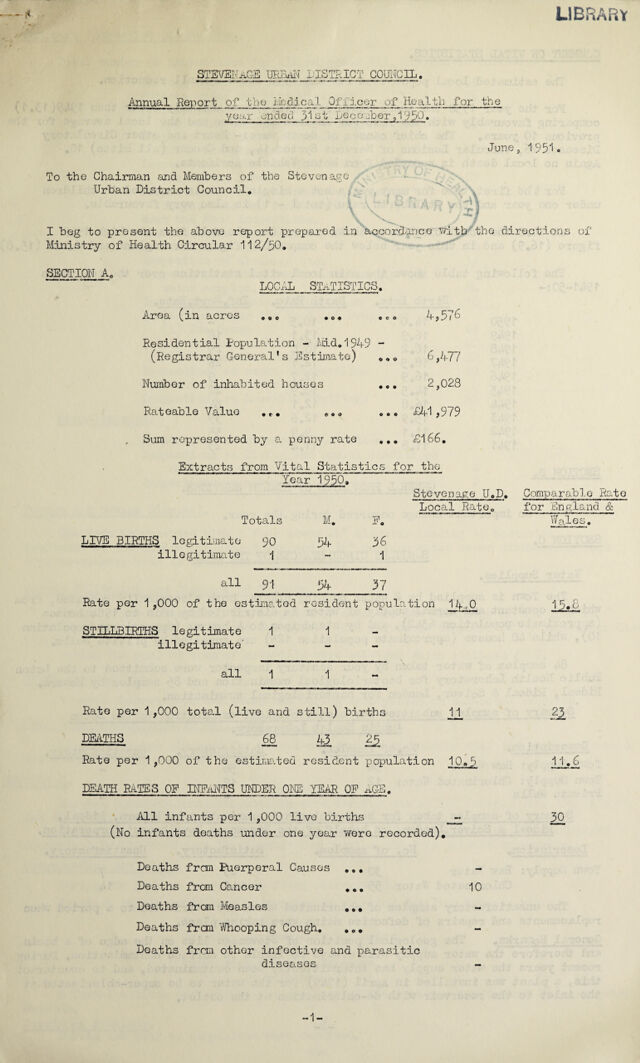 LIBRARY
STEVENAGE URBAN DISTRICT COUNCIL.
Annual Report of the Medical Officer of Health for the
year ended 31st December, 1950.
June, 1951.
To the Chairman and Members of the Stevenage
Urban District Council.
MINISTRY OF HEALTH
LIBRARY
I beg to present the above report prepared in accordance with the directions of
Ministry of Health Circular 112/50.
SECTION A.
LOCAL STATISTICS.
Area (in acres ... ... ... 4,576
Residential Population - Mid.1949 -
(Registrar General's Estimate) ... 6,477
Number of inhabited houses ... 2,028
Rateable Value ... ... ... £41,979
Sum represented by a penny rate ... £166.
Extracts from Vital Statistics for the
Year 1950.
Stevenage U.D. Comparable Rate
Local Rate. for England &
Wales.
Totals M. F.
LIVE BIRTHS legitimate 90 54 36
illegitimate 1 - 1
all 91 54 37
Rate per 1,000 of the estimated resident population 14.0 15.8
STILLBIRTHS legitimate 1 1 -
illegitimate - - -
all 1 1 -
Rate per 1,000 total (live and still) births 11 23
DEATHS 68 43 25
Rate per 1,000 of the estimated resident population 10.5 11.6
DEATH RATES OF INFANTS UNDER ONE YEAR OF AGE.
All infants per 1,000 live births - 30
(No infants deaths under one year were recorded).
Deaths from Puerperal Causes ... -
Deaths from Cancer ... 10
Deaths from Measles ... -
Deaths from Whooping Cough. ... -
Deaths from other infective and parasitic
diseases -
-1-